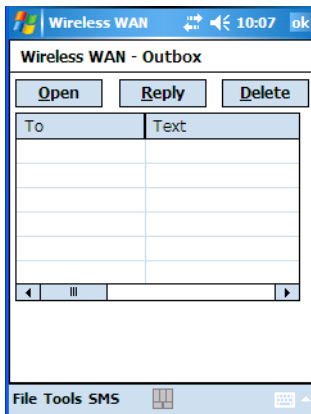 Wireless WAN 10:07 ok
Wireless WAN - Outbox
Open Reply Delete
To Text
File Tools SMS